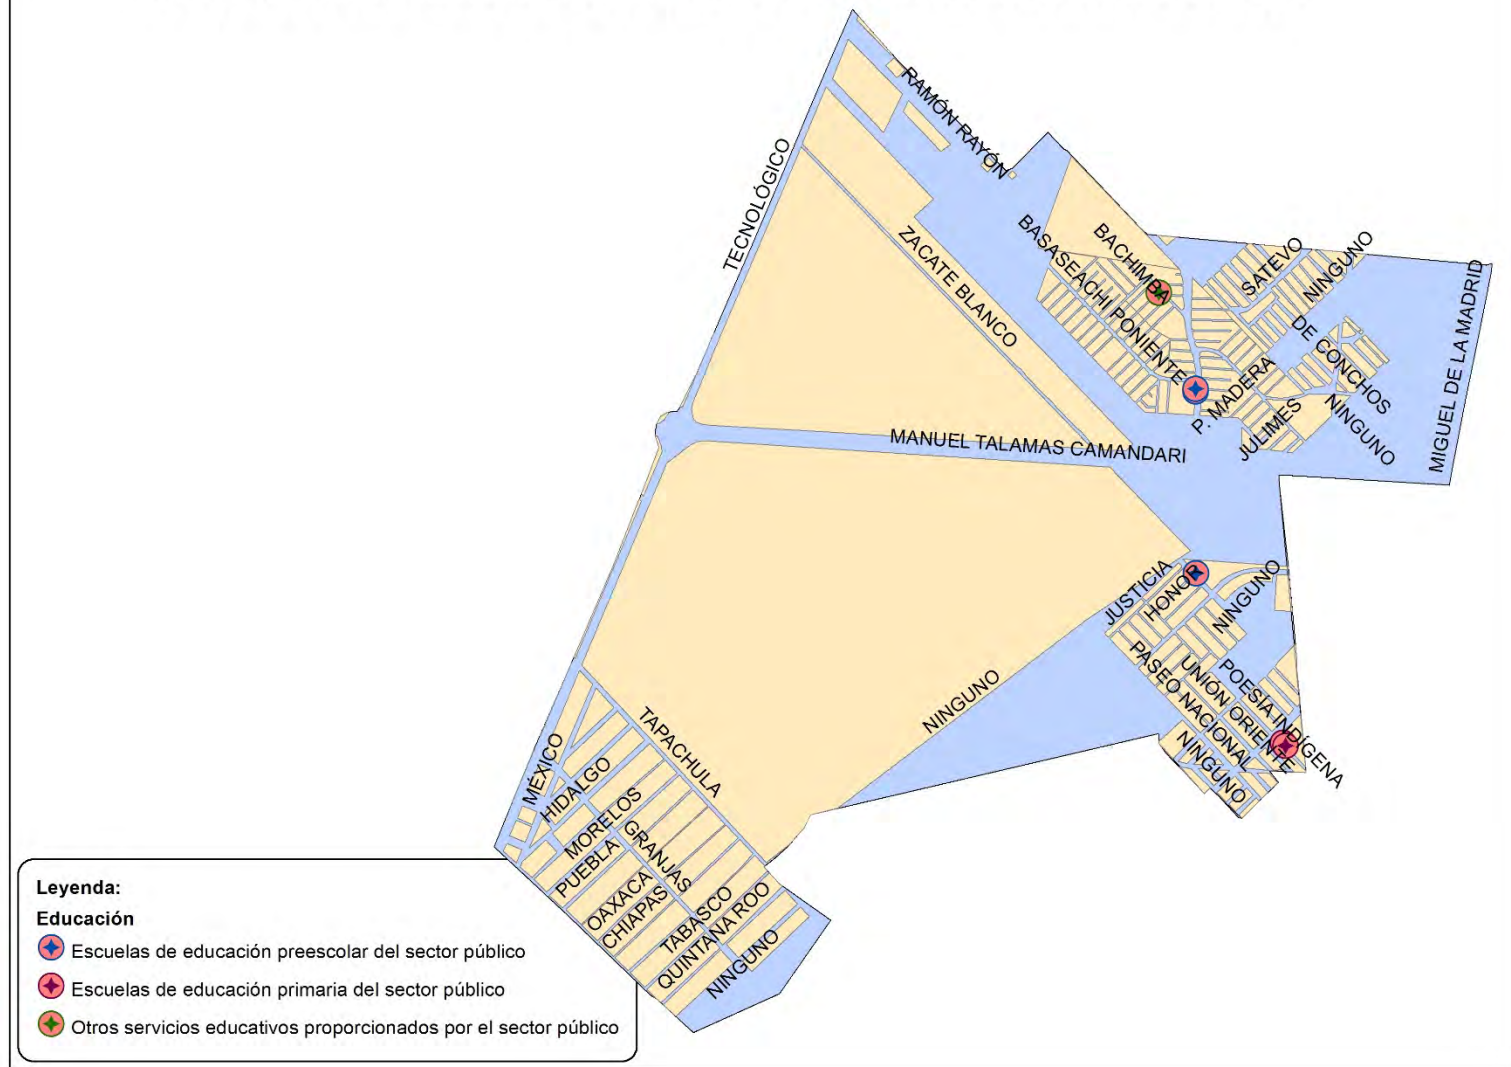 RAMÓN RAYÓN
TECNOLÓGICO
ZACATE BLANCO
BASASEACHI PONIENTE
BACHIMBA
SATEVO
NINGUNO
DE CONCHOS
P. MADERA
JULIMES
NINGUNO
MIGUEL DE LA MADRID
MANUEL TALAMAS CAMANDARI
JUSTICIA
HONOR
NINGUNO
PASEO NACIONAL
UNIÓN ORIENTE
POESÍA INDÍGENA
NINGUNO
NINGUNO
TAPACHULA
MÉXICO
HIDALGO
MORELOS
PUEBLA
GRANJAS
OAXACA
CHIAPAS
TABASCO
QUINTANA ROO
NINGUNO
Leyenda:
Educación
Escuelas de educación preescolar del sector público
Escuelas de educación primaria del sector público
Otros servicios educativos proporcionados por el sector público